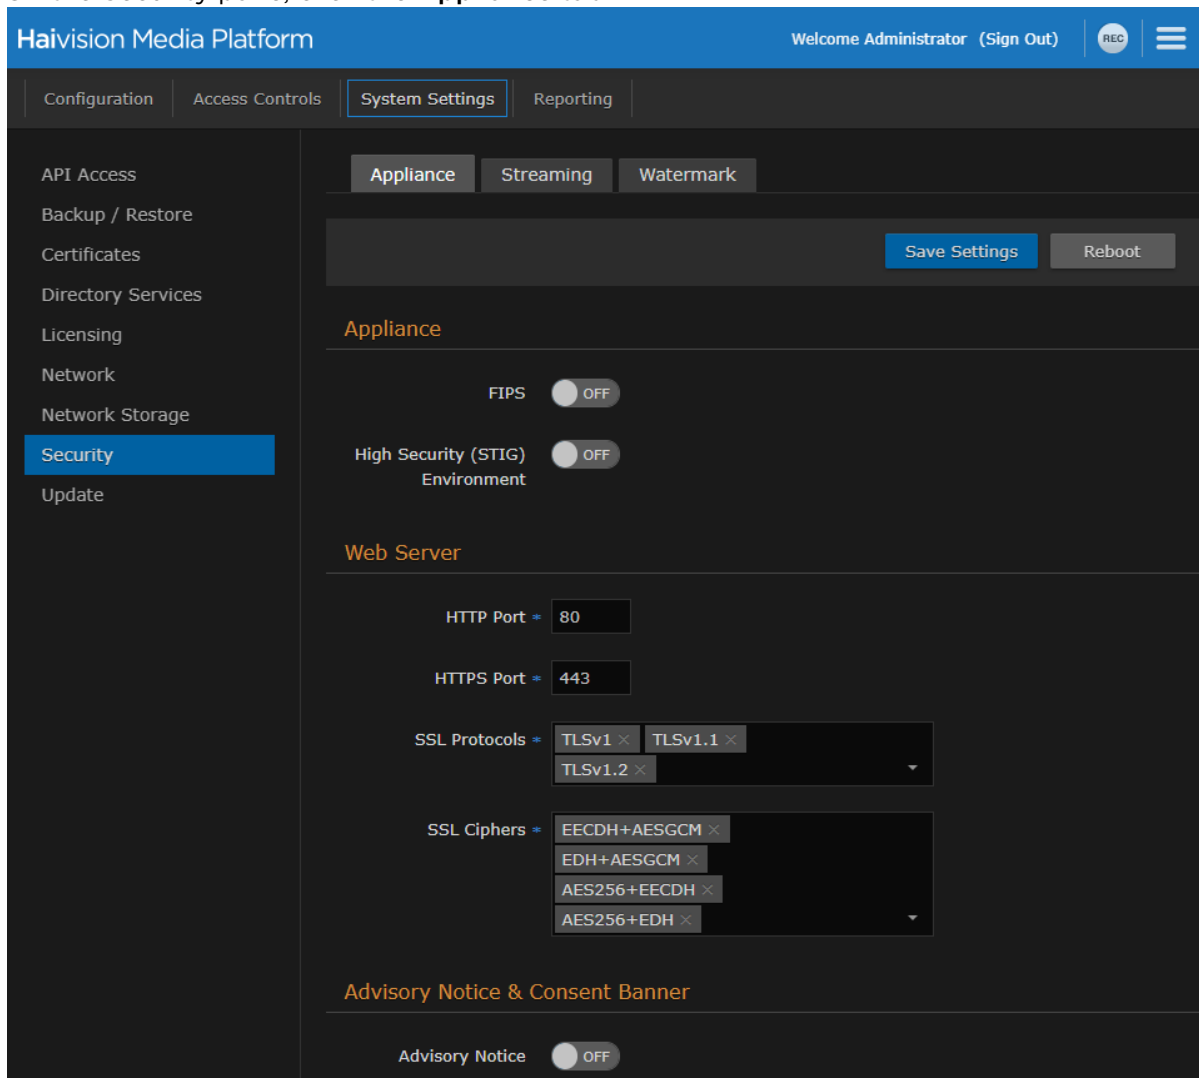 Haivision Media Platform
Welcome Administrator (Sign Out)
REC
Configuration
Access Controls
System Settings
Reporting
API Access
Backup / Restore
Certificates
Directory Services
Licensing
Network
Network Storage
Security
Update
Appliance
Streaming
Watermark
Save Settings
Reboot
Appliance
FIPS
OFF
High Security (STIG)
Environment
OFF
Web Server
HTTP Port *
80
HTTPS Port *
443
SSL Protocols *
TLSv1 × TLSv1.1 ×
TLSv1.2 ×
SSL Ciphers *
EECDH+AESGCM ×
EDH+AESGCM ×
AES256+EECDH ×
AES256+EDH ×
Advisory Notice & Consent Banner
Advisory Notice
OFF